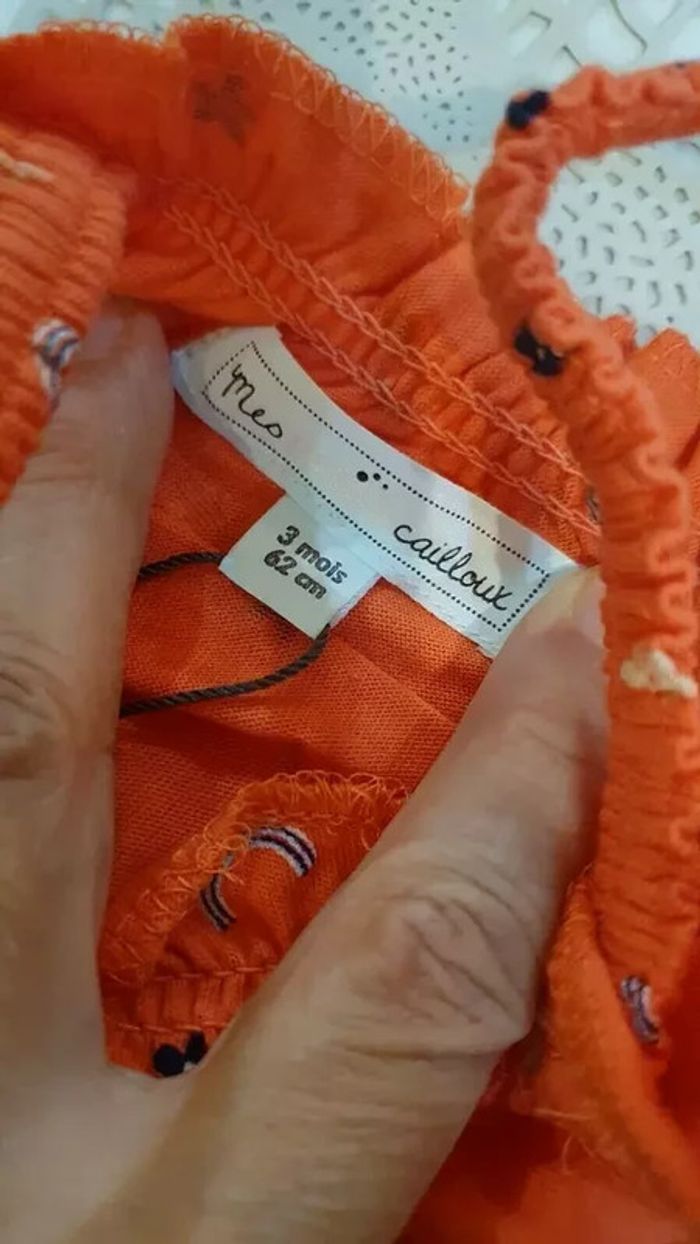 Mes
cailloux
3 mois
62 cm